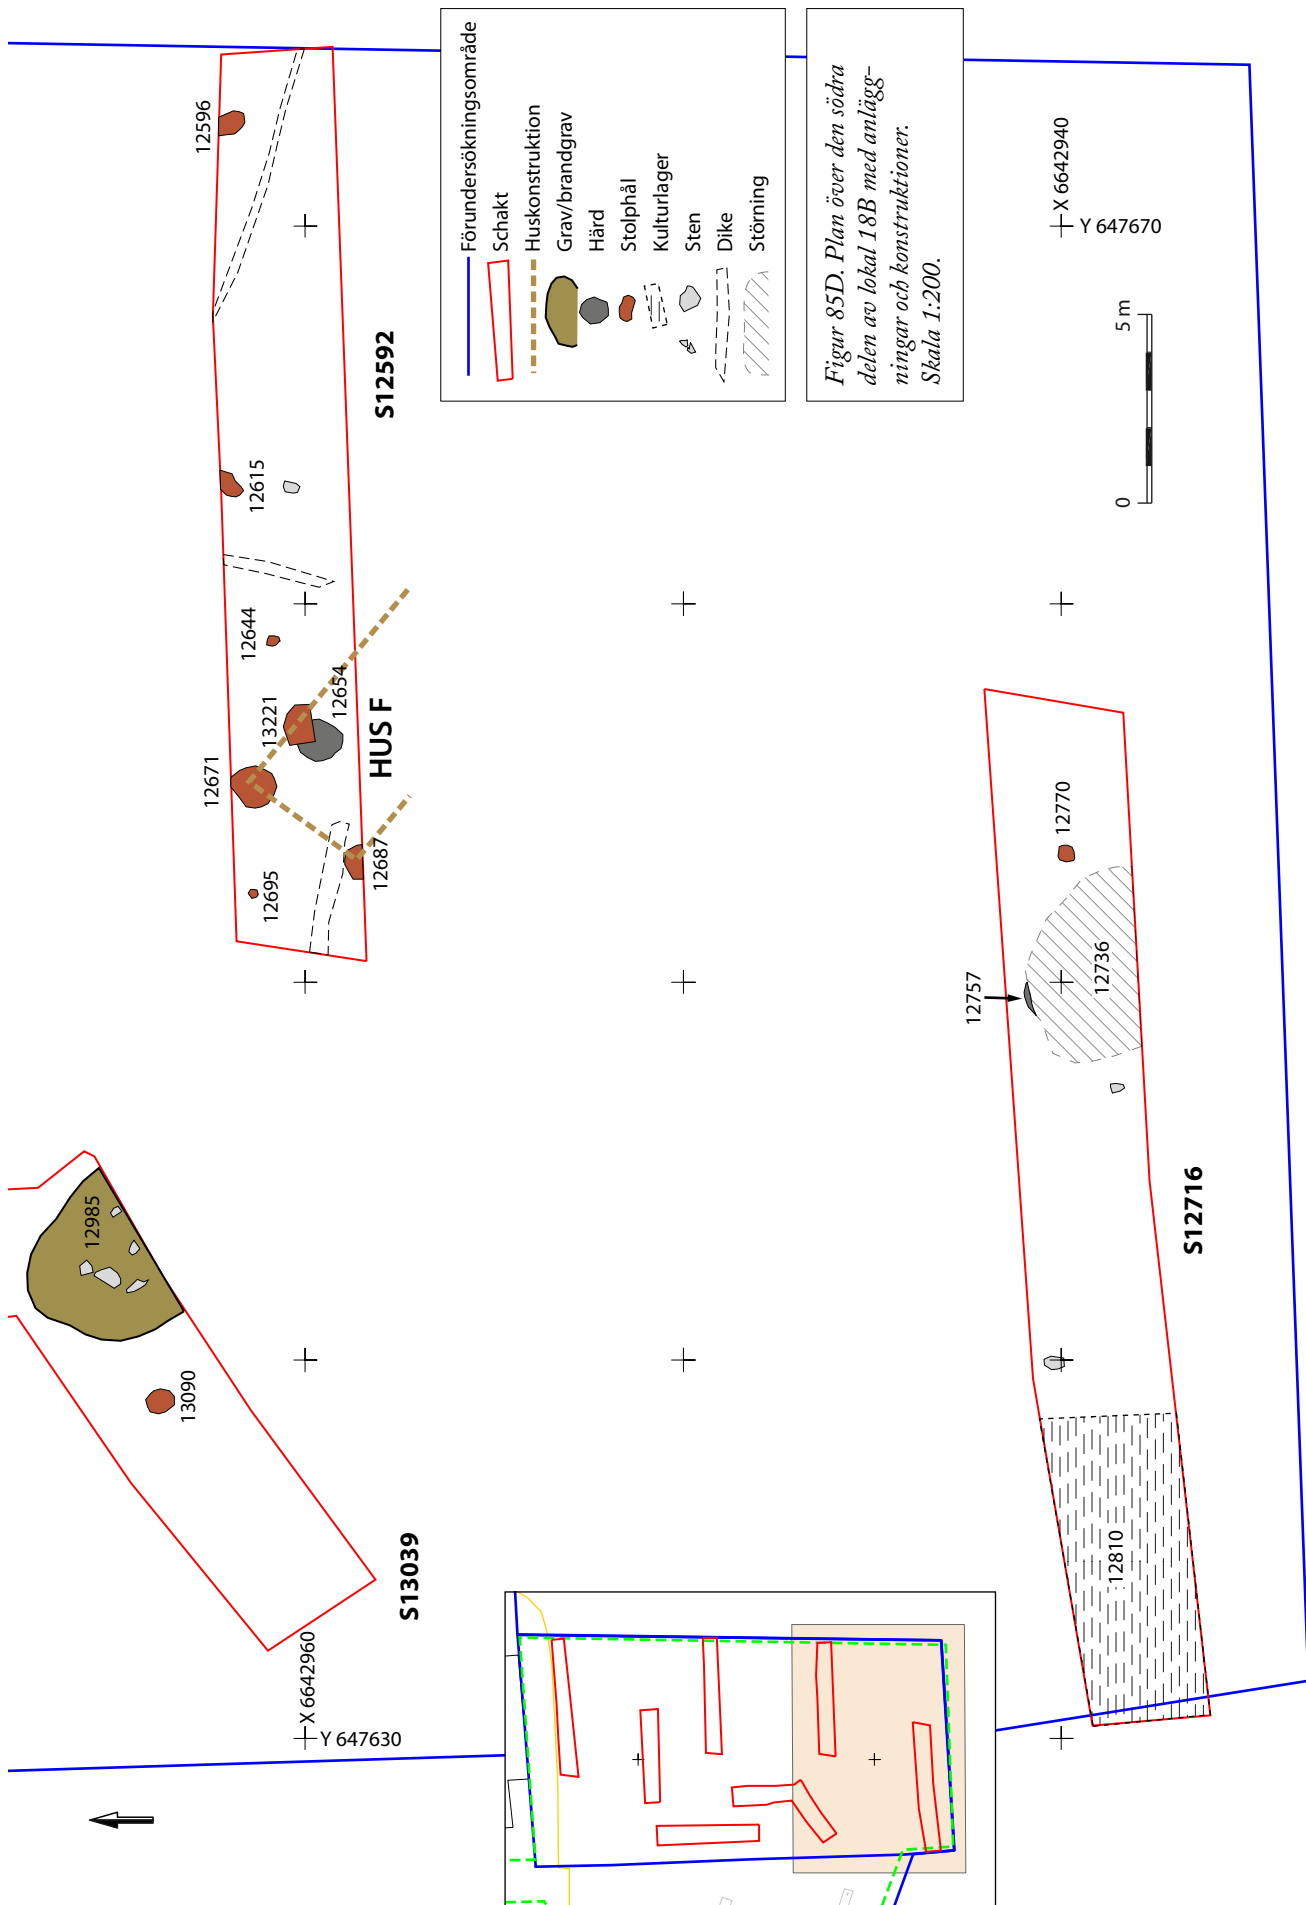 12596
12615
12644
13221
12654
12671
12687
12695
HUS F
S12592
Förundersökningsområde
Schakt
Huskonstruktion
Grav/brandgrav
Härd
Stolphål
Kulturlager
Sten
Dike
Störning
Figur 85D. Plan över den södra
delen av lokal 18B med anlägg-
ningar och konstruktioner.
Skala 1:200.
X 6642940
Y 647670
0
5 m
12985
13090
S13039
X 6642960
Y 647630
12757
12736
12770
12810
S12716